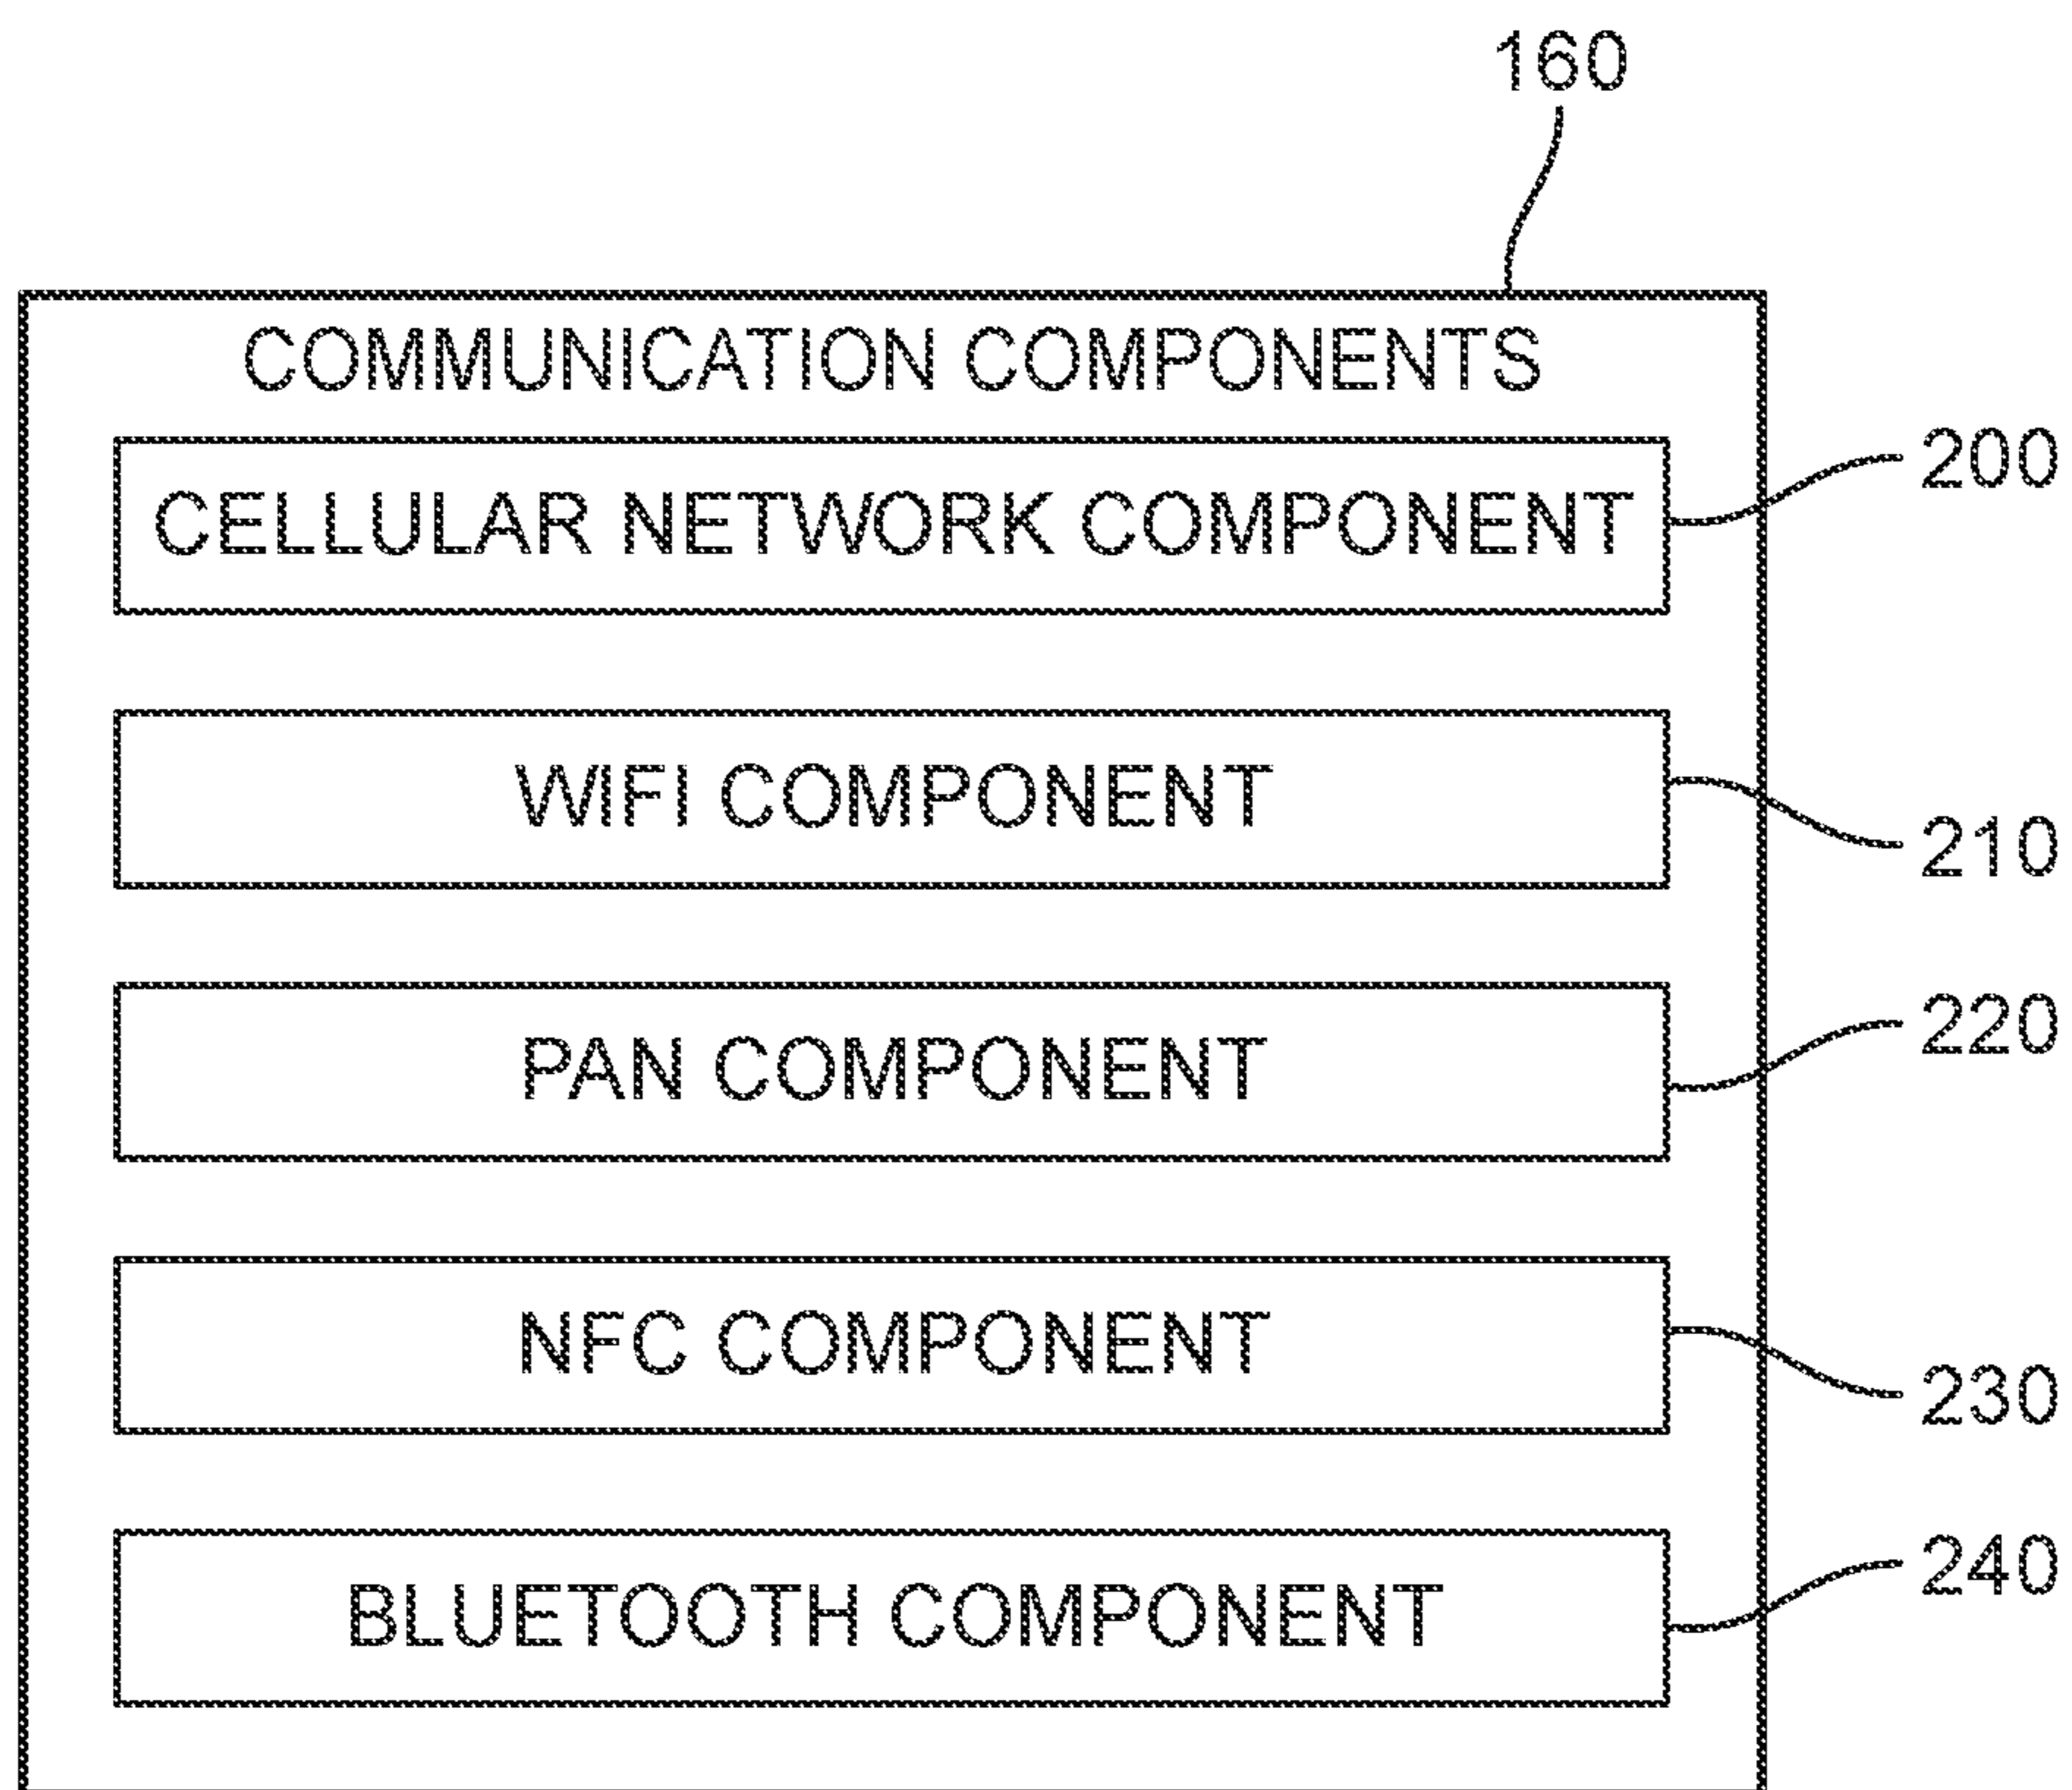 160
COMMUNICATION COMPONENTS
CELLULAR NETWORK COMPONENT
200
WIFI COMPONENT
210
PAN COMPONENT
220
NFC COMPONENT
230
BLUETOOTH COMPONENT
240